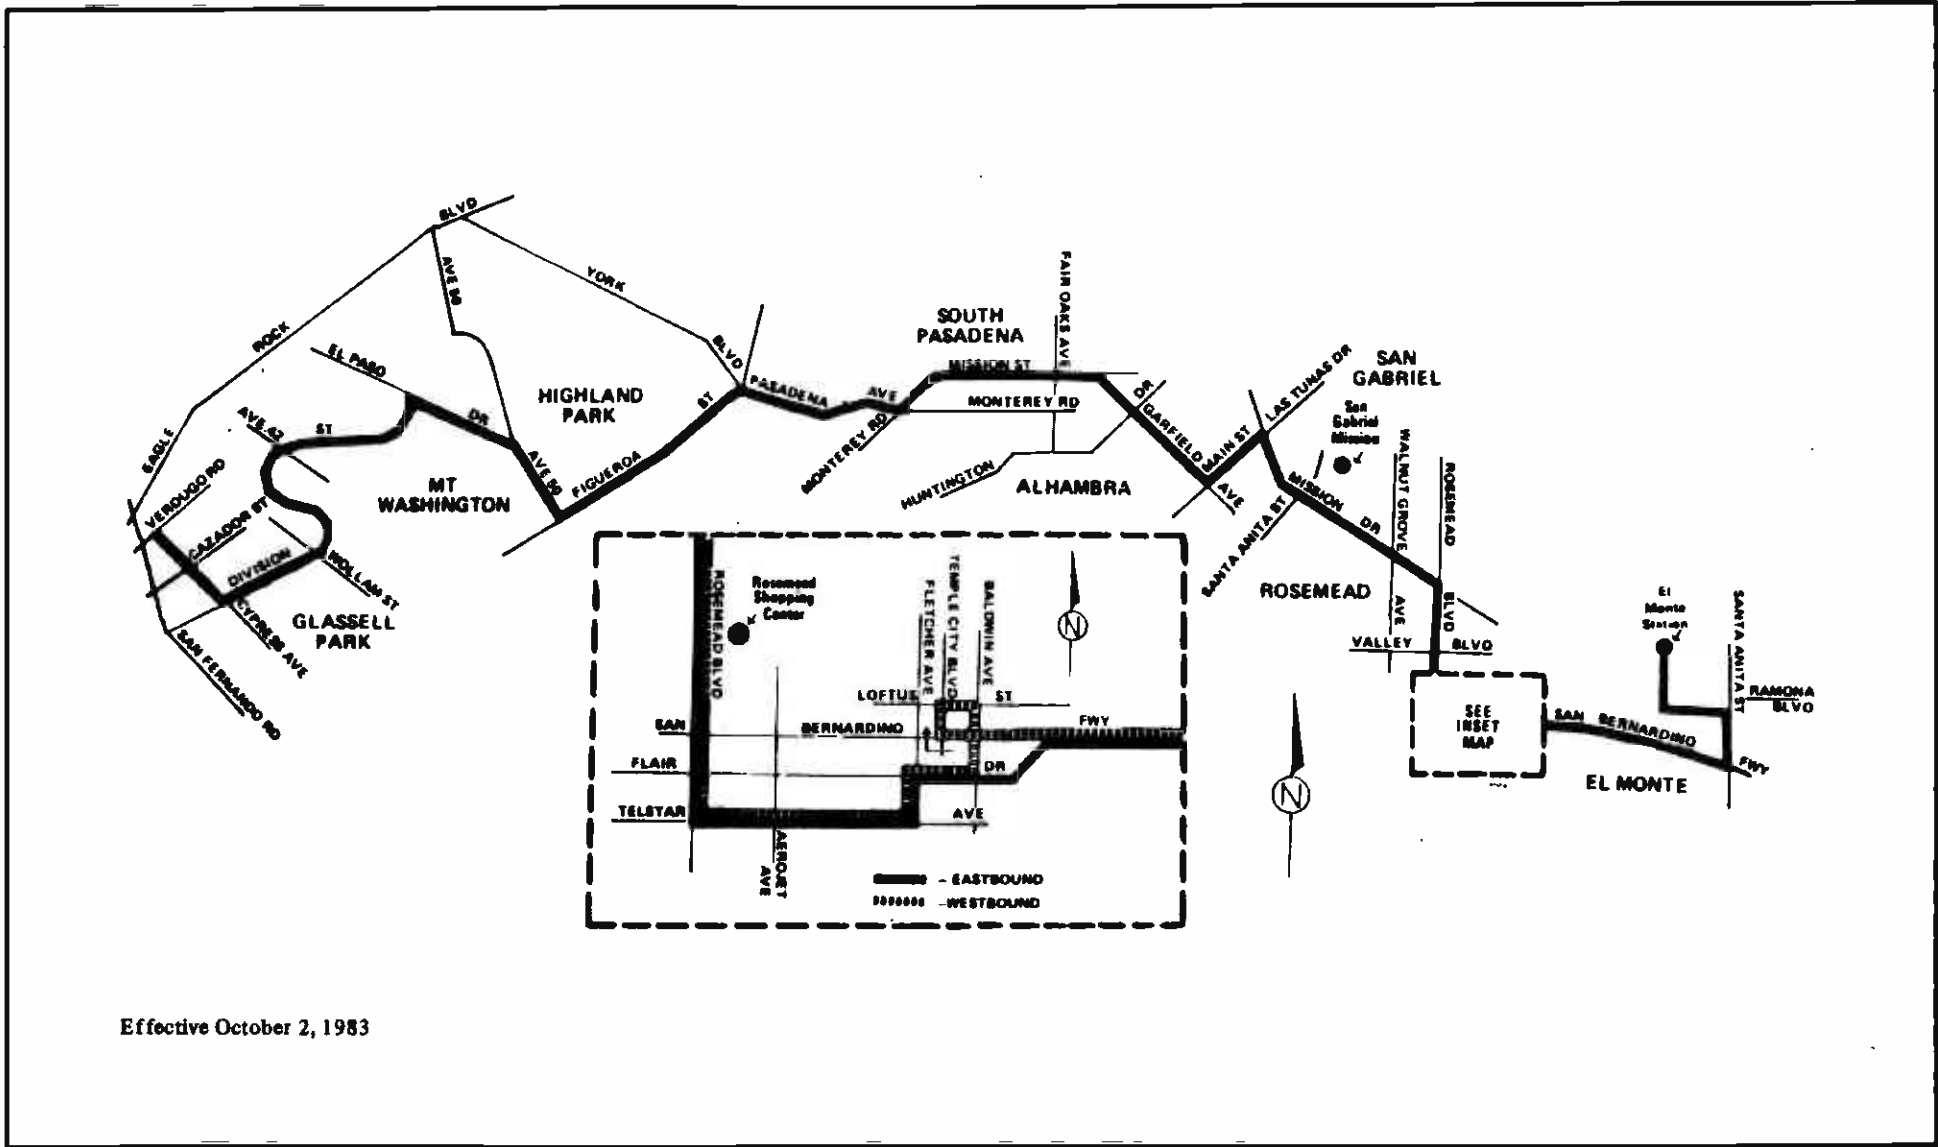 BLVD
YORK
BLVD
AVE 50
ROCK
EAGLE
EL PASO
DR
AVE 42
ST
VERDUGO RD
CAZADOR ST
DIVISION
MOLLAM ST
CYPRESS AVE
SAN FERNANDO RD
GLASSELL
PARK
MT
WASHINGTON
HIGHLAND
PARK
AVE 50
FIGUEROA
ST
PASADENA
AVE
MONTEREY RD
SOUTH
PASADENA
MISSION ST
FAIR OAKS AVE
MONTEREY RD
HUNTINGTON
DR
GARFIELD
AVE
ALHAMBRA
MAIN ST
LAS TUNAS DR
SAN
GABRIEL
San
Gabriel
Mission
SANTA ANITA ST
MISSION
DR
WALNUT GROVE
AVE
ROSEMEAD
BLVD
ROSEMEAD
VALLEY
BLVD
SEE
INSET
MAP
SAN BERNARDINO
FWY
EL MONTE
El
Monte
Station
SANTA ANITA ST
RAMONA
BLVD
N
ROSEMEAD BLVD
Rosemead
Shopping
Center
FLETCHER AVE
TEMPLE CITY BLVD
BALDWIN AVE
N
LOFTUS
ST
SAN
BERNARDINO
FWY
FLAIR
DR
TELSTAR
AVE
AEROJET
AVE
- EASTBOUND
-WESTBOUND
Effective October 2, 1983